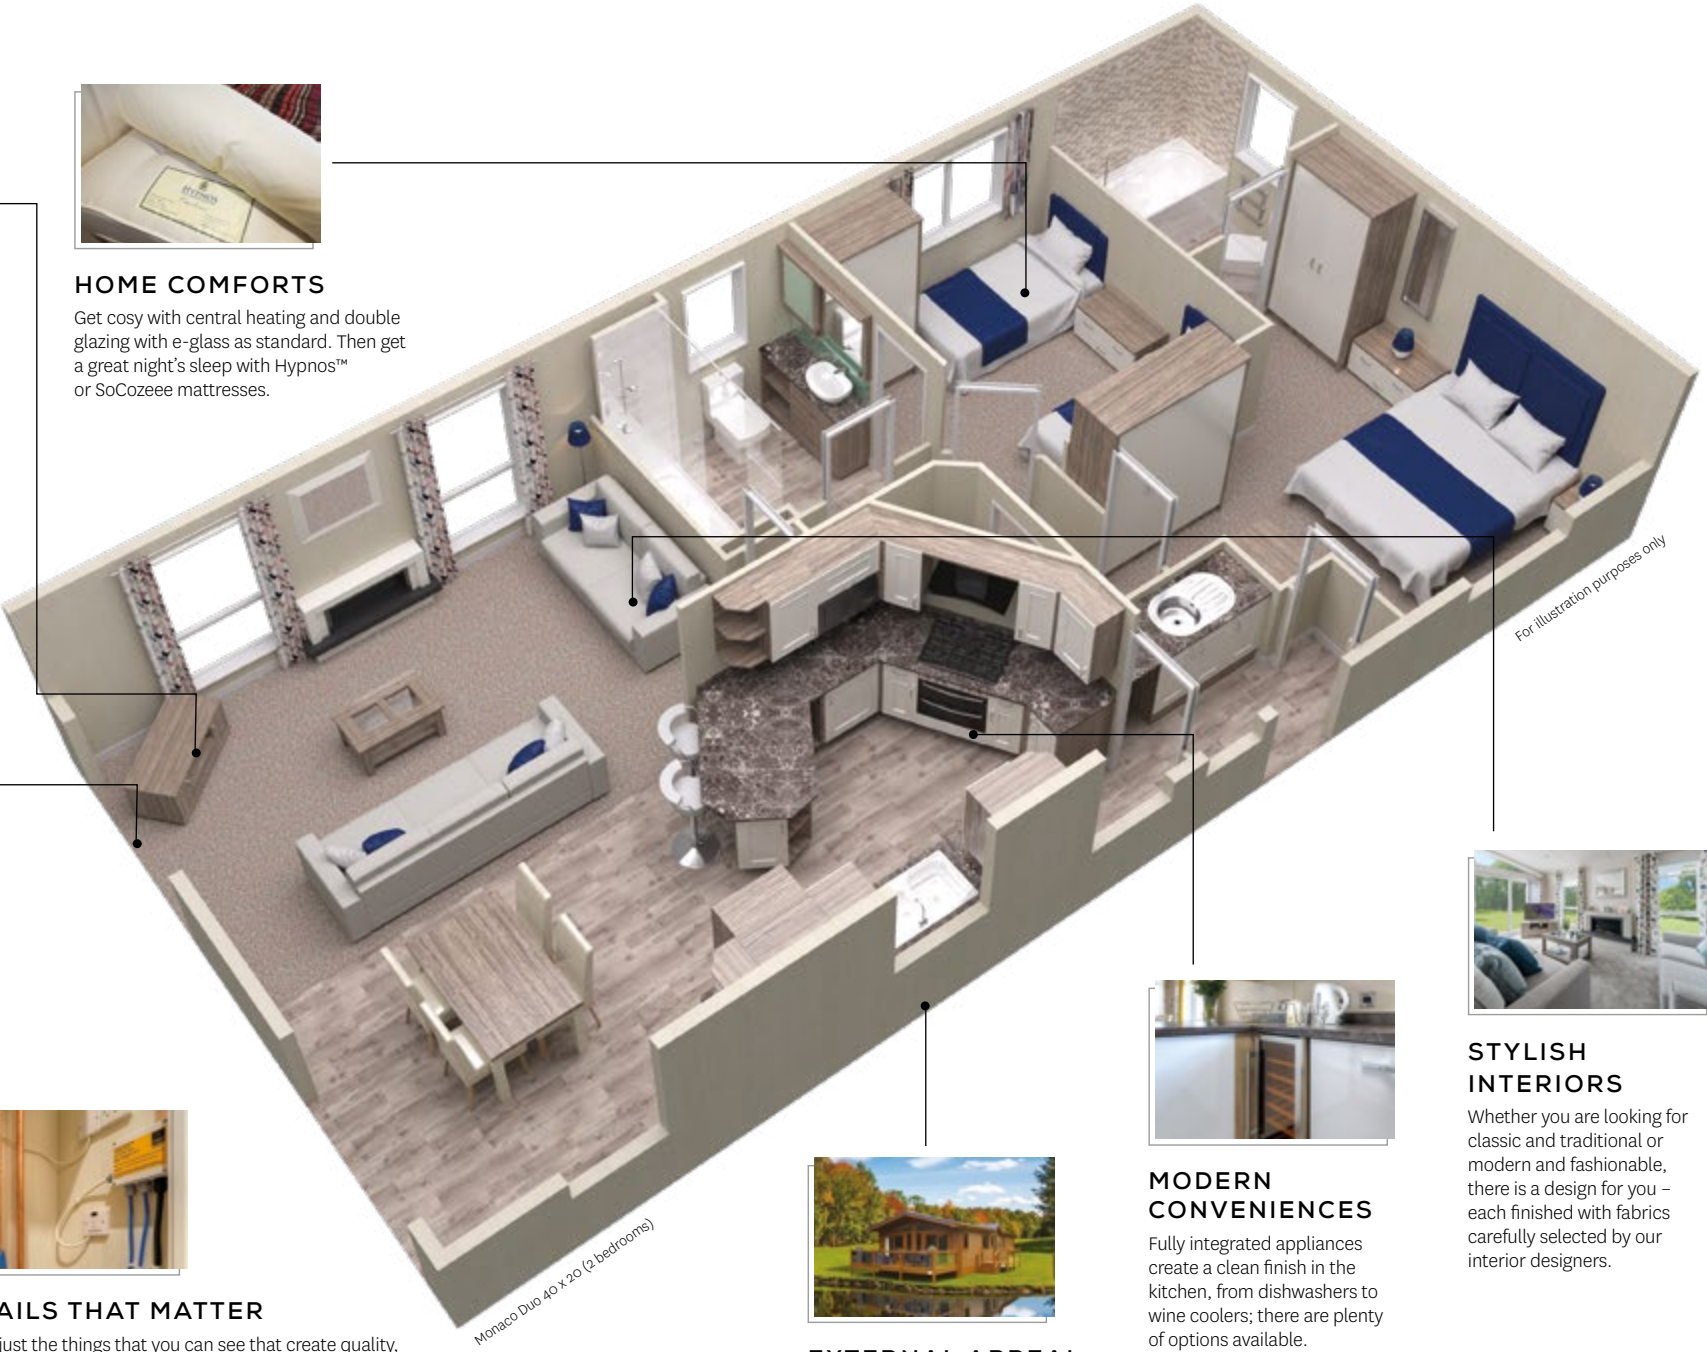 HYPNOS
HOME COMFORTS
Get cosy with central heating and double
glazing with e-glass as standard. Then get
a great night's sleep with Hypnos™
or SoCozeee mattresses.
For illustration purposes only
Monaco Duo 40 x 20 (2 bedrooms)
AILS THAT MATTER
just the things that you can see that create quality,
EXTERNAL APPEAL
MODERN
CONVENIENCES
Fully integrated appliances
create a clean finish in the
kitchen, from dishwashers to
wine coolers; there are plenty
of options available.
STYLISH
INTERIORS
Whether you are looking for
classic and traditional or
modern and fashionable,
there is a design for you –
each finished with fabrics
carefully selected by our
interior designers.